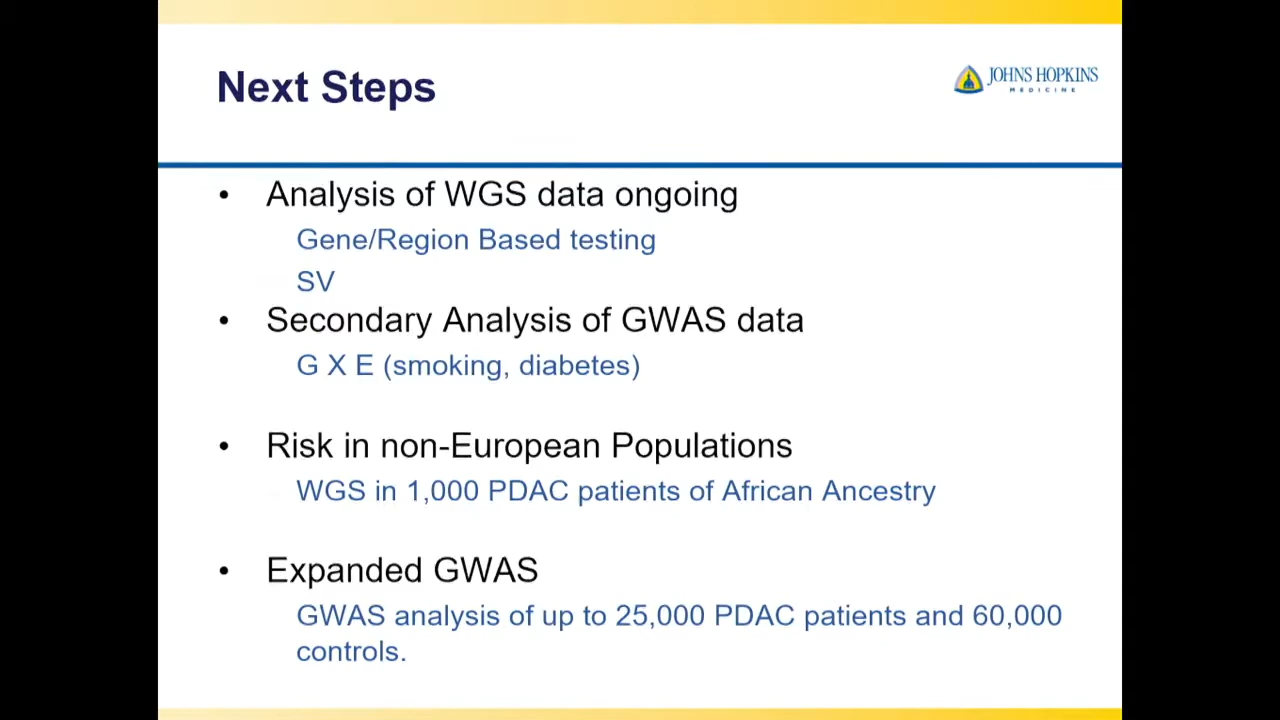 Next Steps
JOHNS HOPKINS
MEDICINE
• Analysis of WGS data ongoing
Gene/Region Based testing
SV
• Secondary Analysis of GWAS data
G X E (smoking, diabetes)
• Risk in non-European Populations
WGS in 1,000 PDAC patients of African Ancestry
• Expanded GWAS
GWAS analysis of up to 25,000 PDAC patients and 60,000
controls.